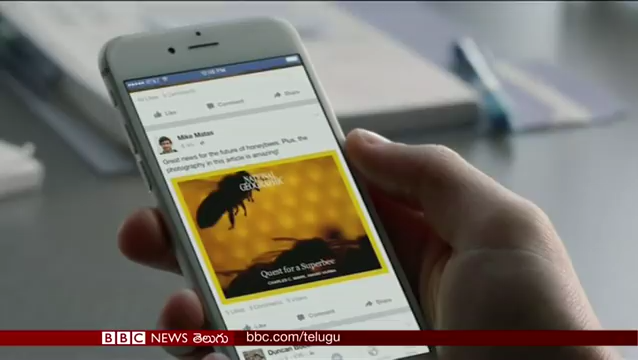 Like
Comment
Share
Mike Matas
Great news for the future of honeybees. Plus, the
photography in this article is amazing!
NATIONAL
GEOGRAPHIC
Quest for a Superbee
Like
Comment
Share
Duncan
BBC NEWS తెలుగు bbc.com/telugu